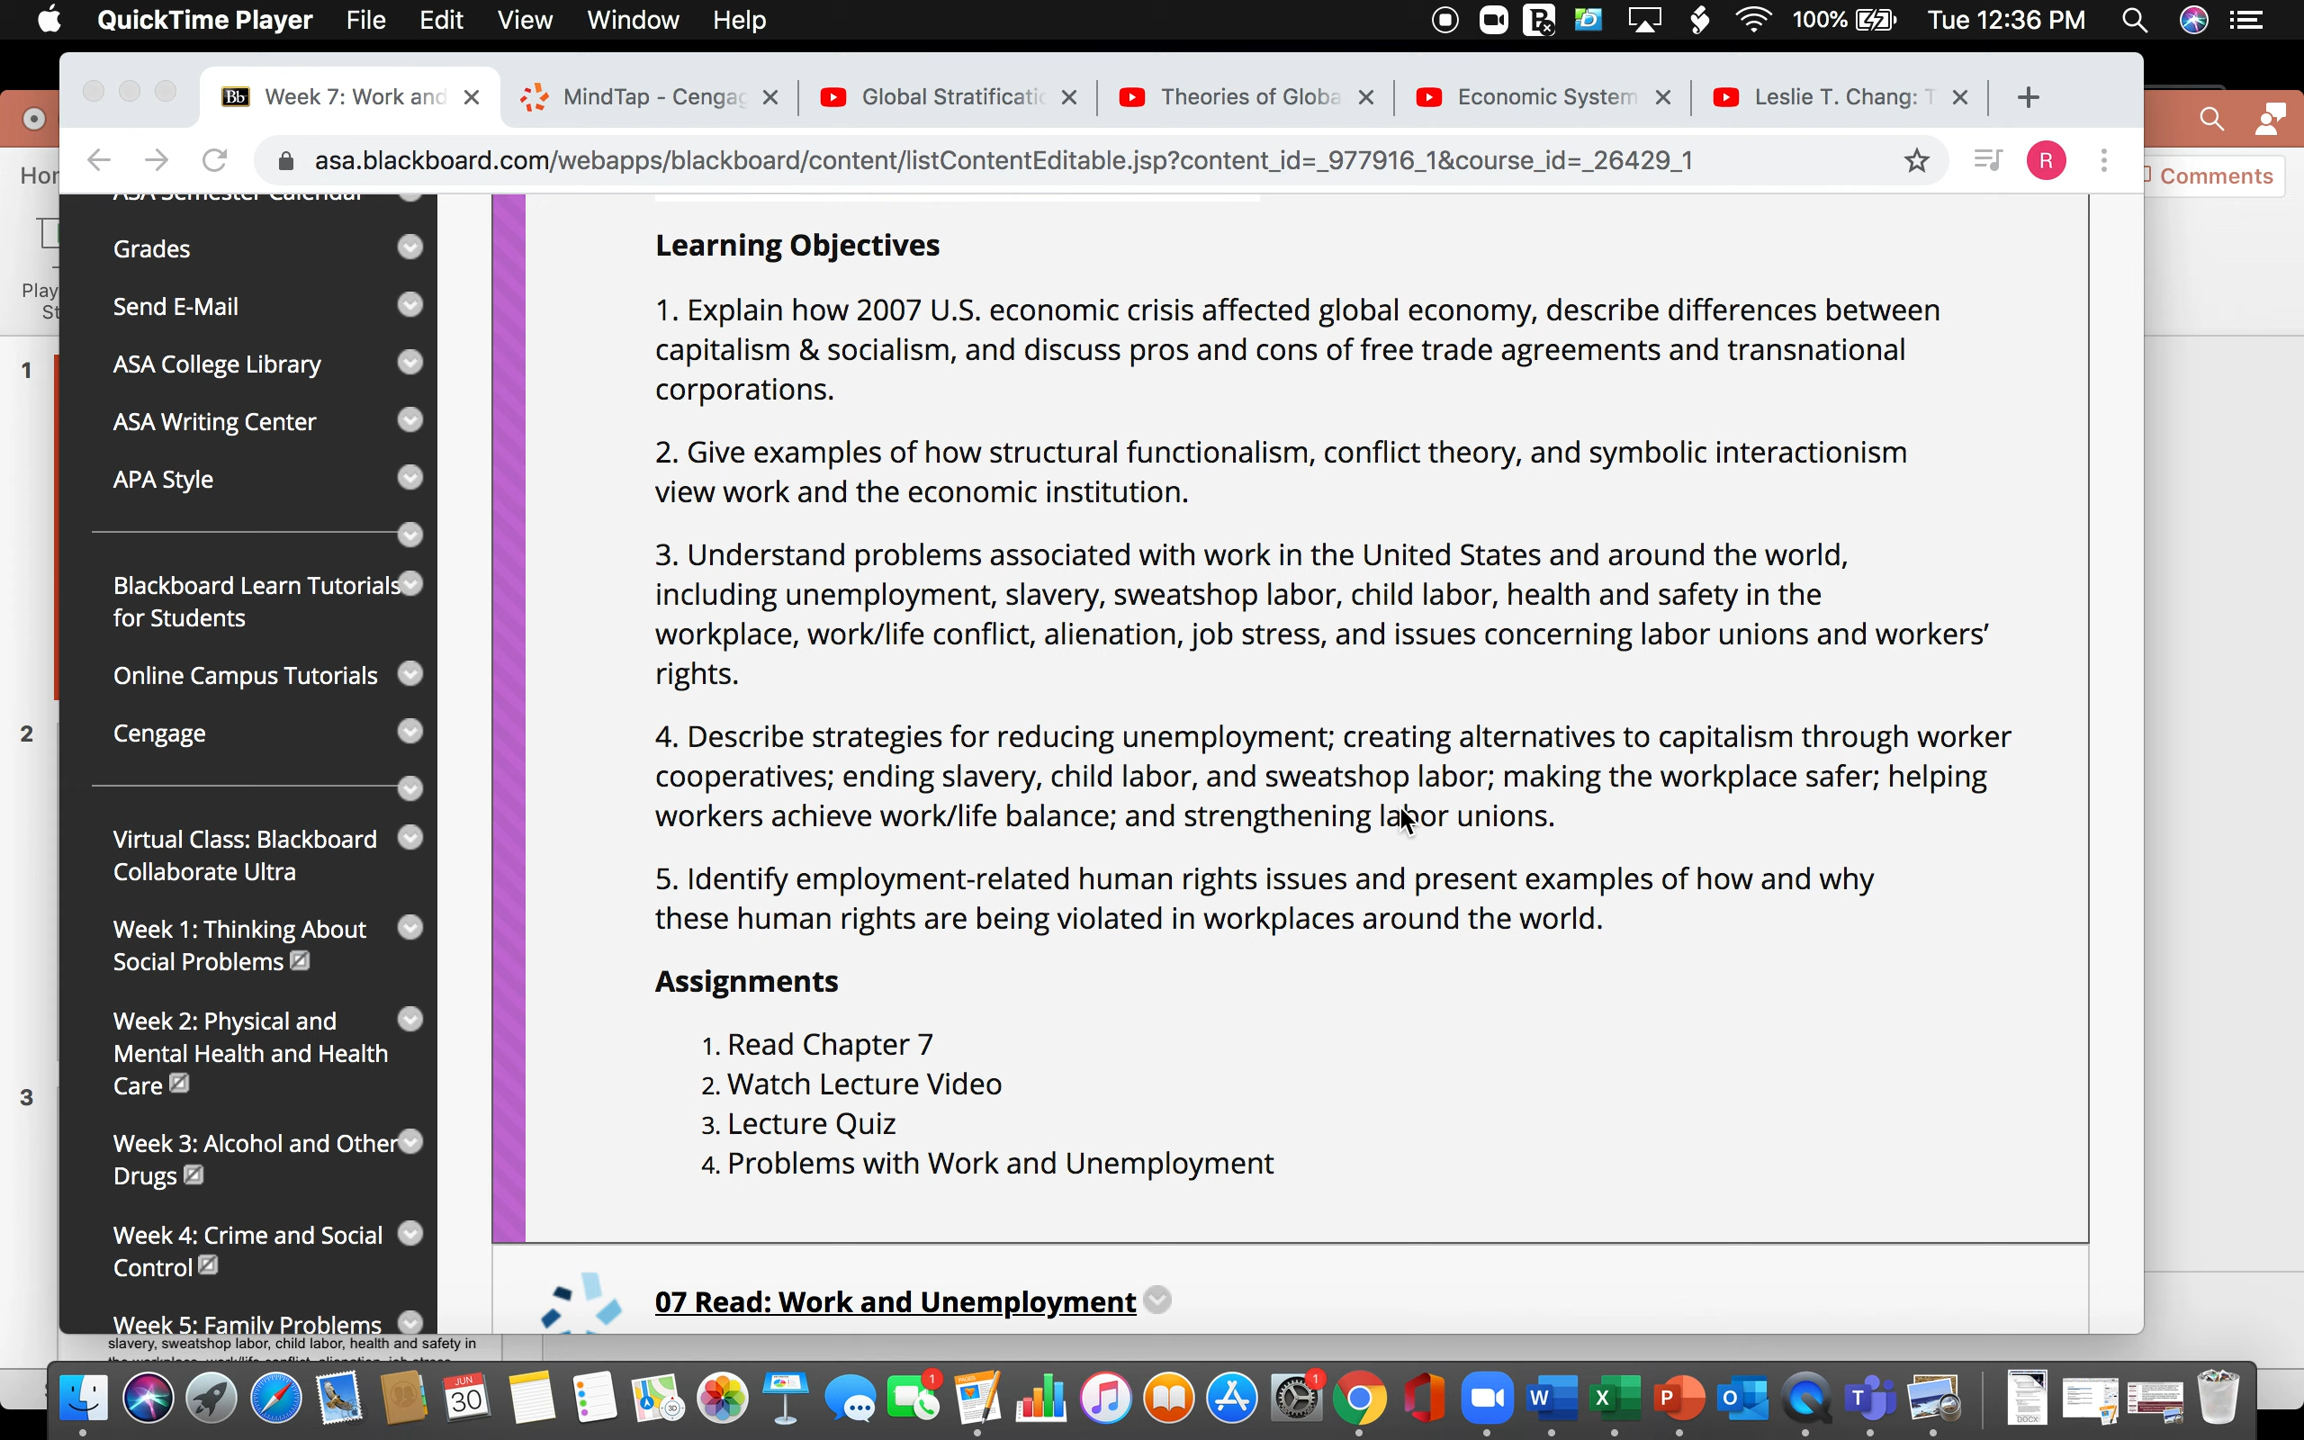 QuickTime Player File Edit View Window Help 100% Tue 12:36 PM
Bb Week 7: Work and MindTap - Cengag Global Stratificatic Theories of Globa Economic System Leslie T. Chang: T
asa.blackboard.com/webapps/blackboard/content/listContentEditable.jsp?content_id=_977916_1&course_id=_26429_1 R
Comments
Play
1
2
3
Grades
Send E-Mail
ASA College Library
ASA Writing Center
APA Style
Blackboard Learn Tutorials
for Students
Online Campus Tutorials
Cengage
Virtual Class: Blackboard
Collaborate Ultra
Week 1: Thinking About
Social Problems
Week 2: Physical and
Mental Health and Health
Care
Week 3: Alcohol and Other
Drugs
Week 4: Crime and Social
Control
Week 5: Family Problems
Learning Objectives
1. Explain how 2007 U.S. economic crisis affected global economy, describe differences between
capitalism & socialism, and discuss pros and cons of free trade agreements and transnational
corporations.
2. Give examples of how structural functionalism, conflict theory, and symbolic interactionism
view work and the economic institution.
3. Understand problems associated with work in the United States and around the world,
including unemployment, slavery, sweatshop labor, child labor, health and safety in the
workplace, work/life conflict, alienation, job stress, and issues concerning labor unions and workers’
rights.
4. Describe strategies for reducing unemployment; creating alternatives to capitalism through worker
cooperatives; ending slavery, child labor, and sweatshop labor; making the workplace safer; helping
workers achieve work/life balance; and strengthening labor unions.
5. Identify employment-related human rights issues and present examples of how and why
these human rights are being violated in workplaces around the world.
Assignments
1. Read Chapter 7
2. Watch Lecture Video
3. Lecture Quiz
4. Problems with Work and Unemployment
07 Read: Work and Unemployment
slavery, sweatshop labor, child labor, health and safety in
JUN
30
1
1